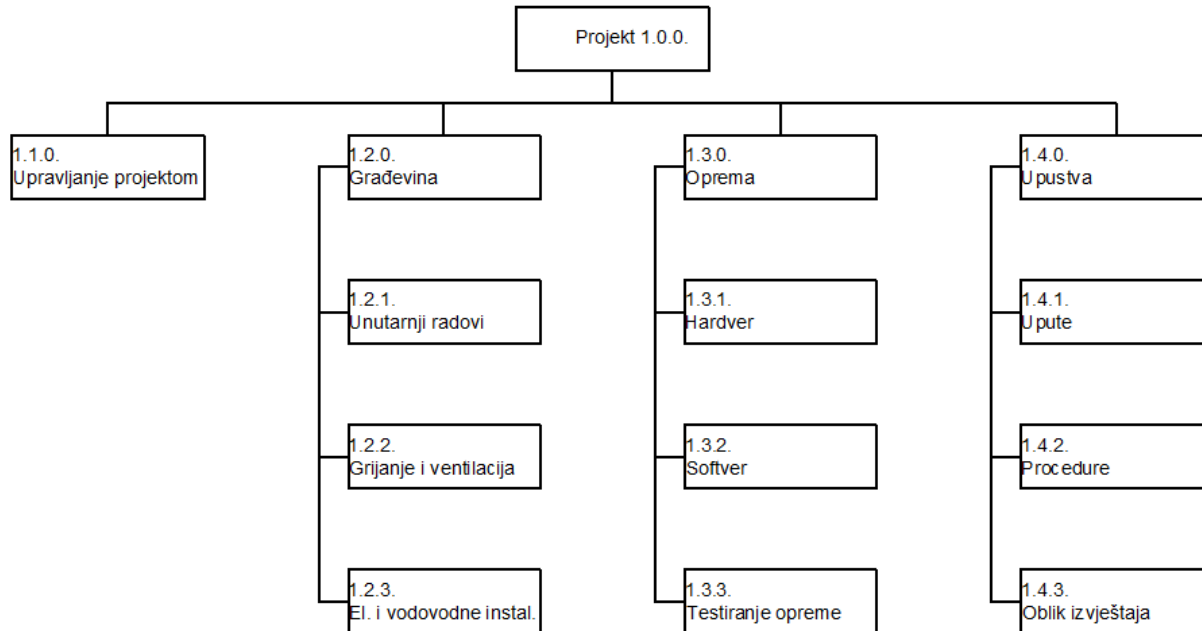 Projekt 1.0.0.
1.1.0.
Upravljanje projektom
1.2.0.
Građevina
1.3.0.
Oprema
1.4.0.
Upustva
1.2.1.
Unutarnji radovi
1.3.1.
Hardver
1.4.1.
Upute
1.2.2.
Grijanje i ventilacija
1.3.2.
Softver
1.4.2.
Procedure
1.2.3.
El. i vodovodne instal.
1.3.3.
Testiranje opreme
1.4.3.
Oblik izvještaja